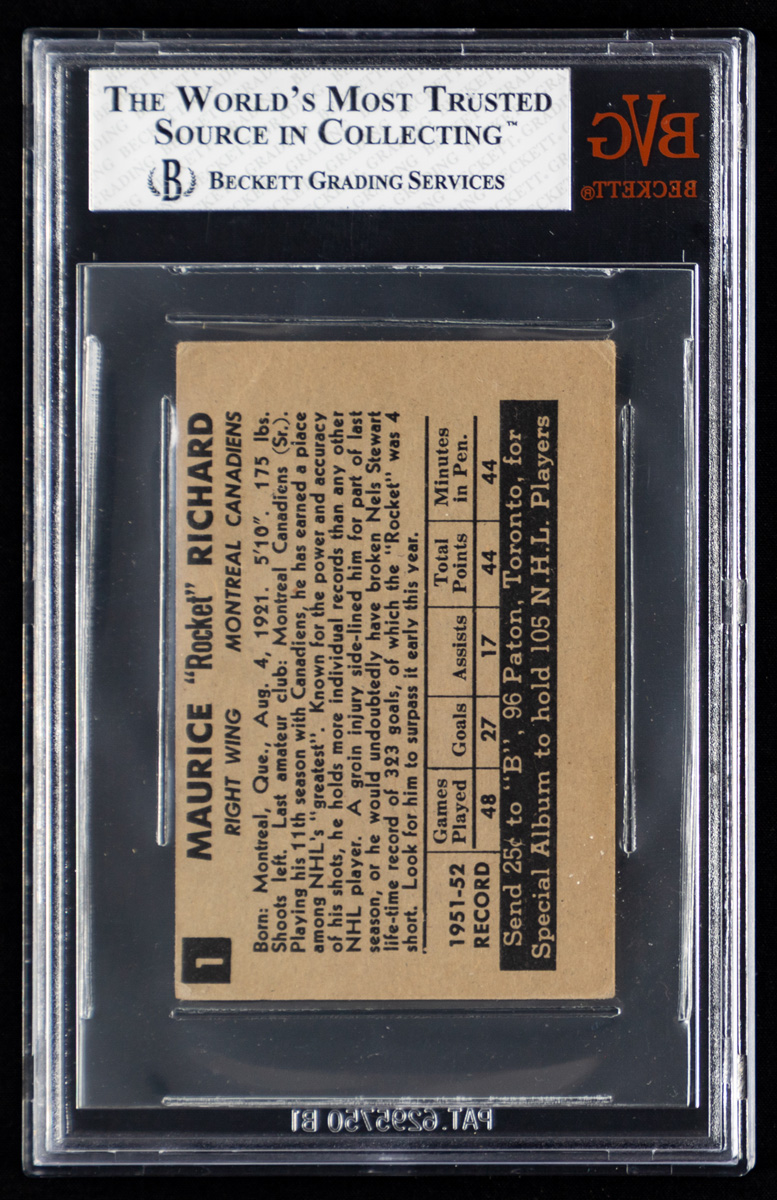 THE WORLD'S MOST TRUSTED
SOURCE IN COLLECTING™
B BECKETT GRADING SERVICES
BVG
BECKETT®
1
MAURICE "Rocket" RICHARD
RIGHT WING MONTREAL CANADIENS
Born: Montreal, Que., Aug. 4, 1921. 5'10". 175 lbs.
Shoots left. Last amateur club: Montreal Canadiens (Sr.).
Playing his 11th season with Canadiens, he has earned a place
among NHL's "greatest". Known for the power and accuracy
of his shots, he holds more individual records than any other
NHL player. A groin injury side-lined him for part of last
season, or he would undoubtedly have broken Nels Stewart
life-time record of 323 goals, of which the "Rocket" was 4
short. Look for him to surpass it early this year.
1951-52 RECORD
Games Played Goals Assists Total Points Minutes in Pen.
48 27 17 44 44
Send 25¢ to "B", 96 Paton, Toronto, for
Special Album to hold 105 N.H.L. Players
PAT. 6295750 B1